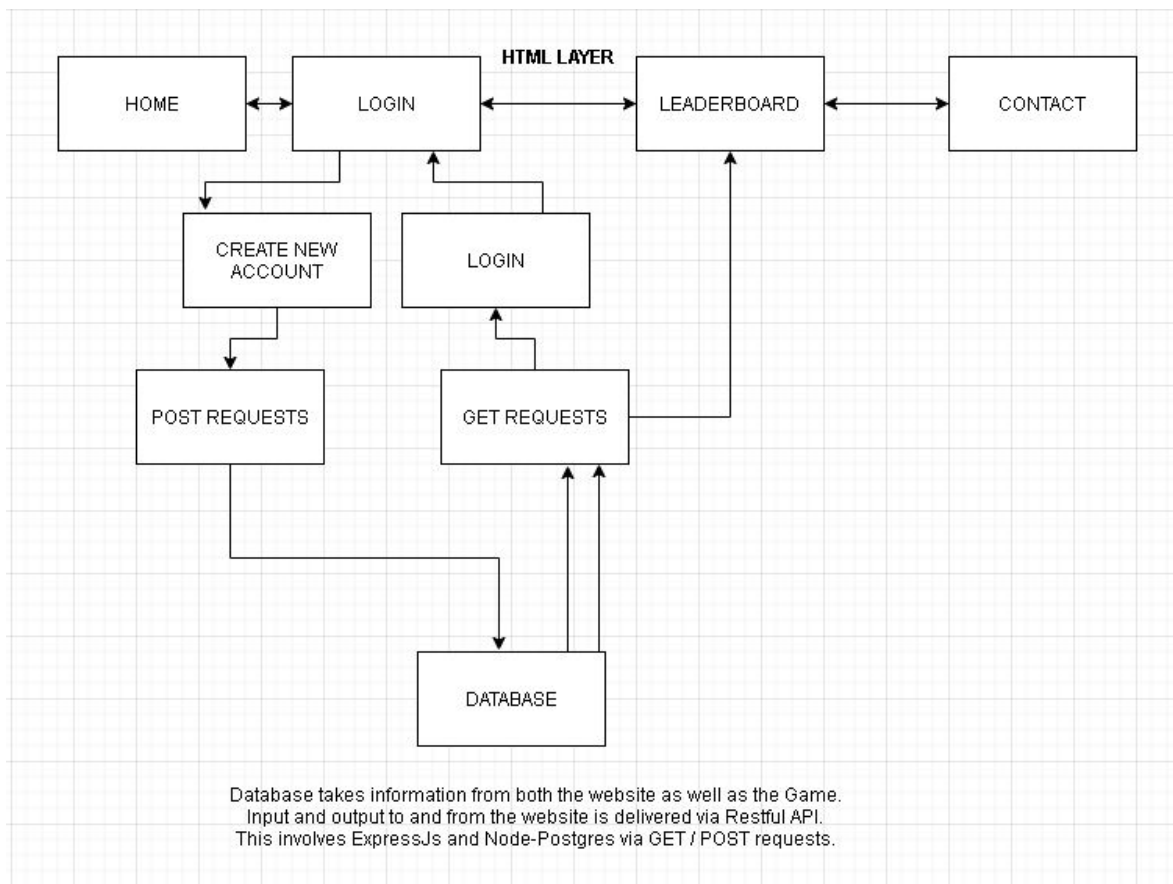 HTML LAYER
HOME
LOGIN
LEADERBOARD
CONTACT
CREATE NEW
ACCOUNT
LOGIN
POST REQUESTS
GET REQUESTS
DATABASE
Database takes information from both the website as well as the Game.
Input and output to and from the website is delivered via Restful API.
This involves ExpressJs and Node-Postgres via GET / POST requests.